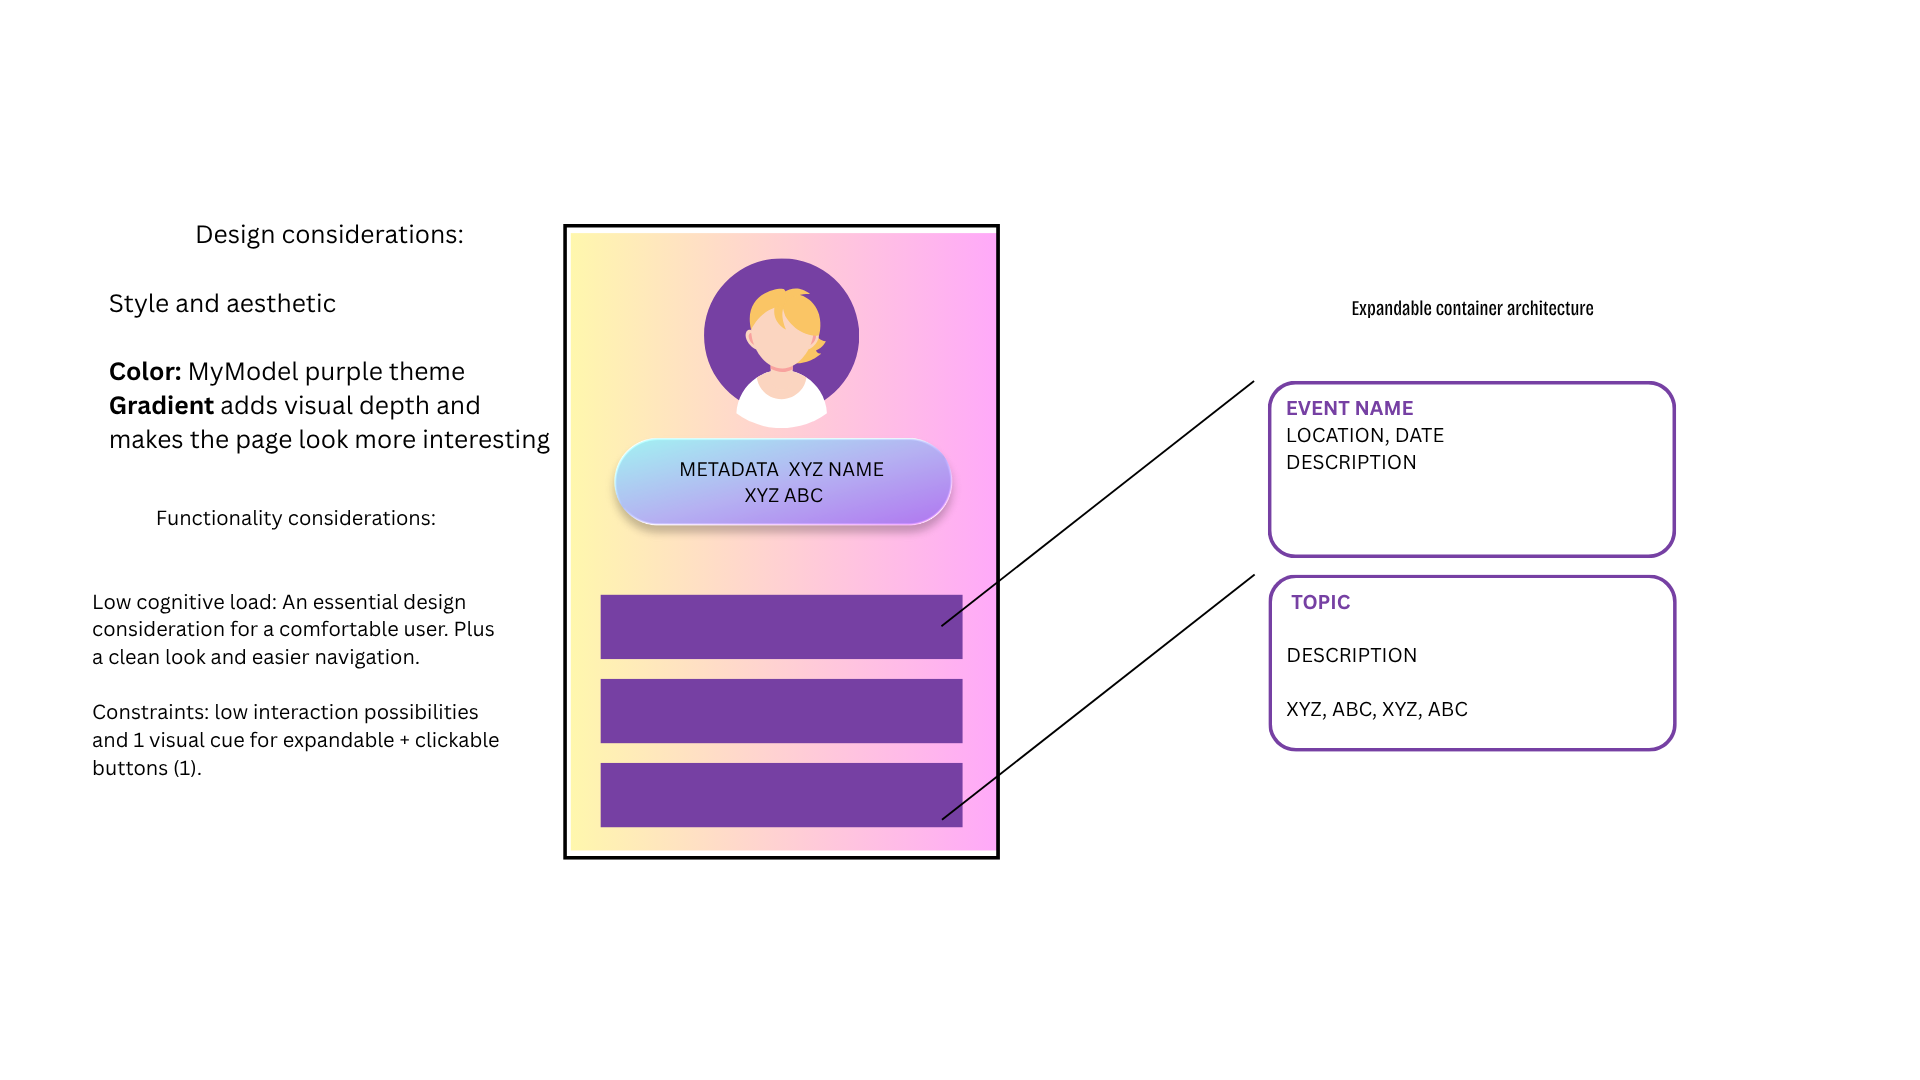 Design considerations:
Style and aesthetic
Color: MyModel purple theme
Gradient adds visual depth and
makes the page look more interesting
Functionality considerations:
Low cognitive load: An essential design
consideration for a comfortable user. Plus
a clean look and easier navigation.
Constraints: low interaction possibilities
and 1 visual cue for expandable + clickable
buttons (1).
METADATA  XYZ NAME
XYZ ABC
Expandable container architecture
EVENT NAME
LOCATION, DATE
DESCRIPTION
TOPIC
DESCRIPTION
XYZ, ABC, XYZ, ABC